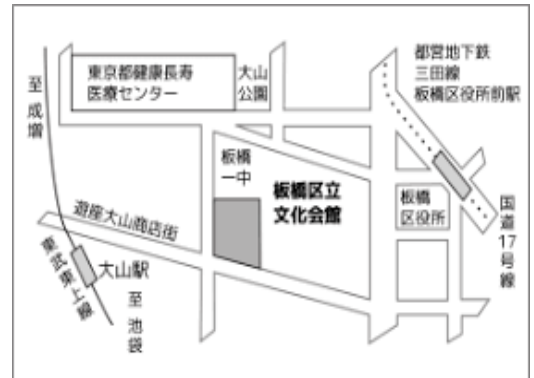 都営地下鉄
三田線
板橋区役所前駅
東京都健康長寿
医療センター
大山
公園
至成増
板橋
一中
板橋区立
文化会館
板橋
区役所
国道17号線
遊座大山商店街
東武東上線
大山駅
至池袋